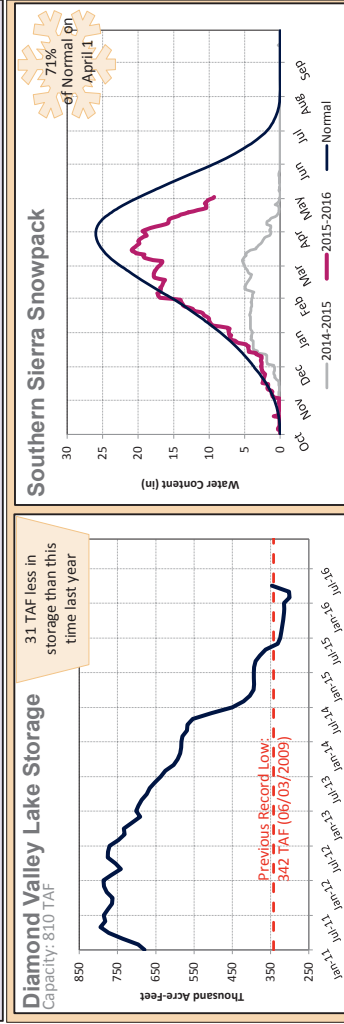 Diamond Valley Lake Storage
Capacity: 810 TAF
31 TAF less in
storage than this
time last year
Thousand Acre-Feet
850
750
650
550
450
350
250
Previous Record Low:
342 TAF (06/03/2009)
Jan-11
Jul-11
Jan-12
Jul-12
Jan-13
Jul-13
Jan-14
Jul-14
Jan-15
Jul-15
Jan-16
Jul-16
Southern Sierra Snowpack
71%
of Normal on
April 1
Water Content (in)
30
25
20
15
10
5
0
Oct
Nov
Dec
Jan
Feb
Mar
Apr
May
Jun
Jul
Aug
Sep
2014-2015
2015-2016
Normal